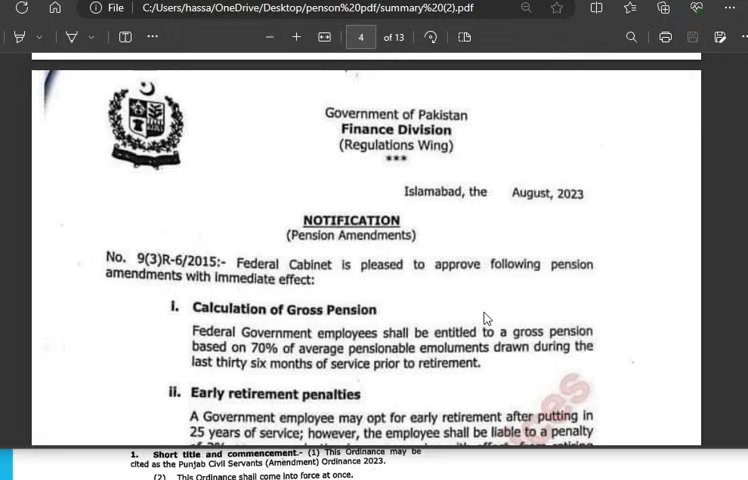 File C:/Users/hassa/OneDrive/Desktop/penson%20pdf/summary%20(2).pdf
4 of 13
Government of Pakistan
Finance Division
(Regulations Wing)
***
Islamabad, the August, 2023
NOTIFICATION
(Pension Amendments)
No. 9(3)R-6/2015:- Federal Cabinet is pleased to approve following pension
amendments with immediate effect:
i. Calculation of Gross Pension
Federal Government employees shall be entitled to a gross pension
based on 70% of average pensionable emoluments drawn during the
last thirty six months of service prior to retirement.
ii. Early retirement penalties
A Government employee may opt for early retirement after putting in
25 years of service; however, the employee shall be liable to a penalty
1. Short title and commencement.- (1) This Ordinance may be
cited as the Punjab Civil Servants (Amendment) Ordinance 2023.
(2) This Ordinance shall come into force at once.